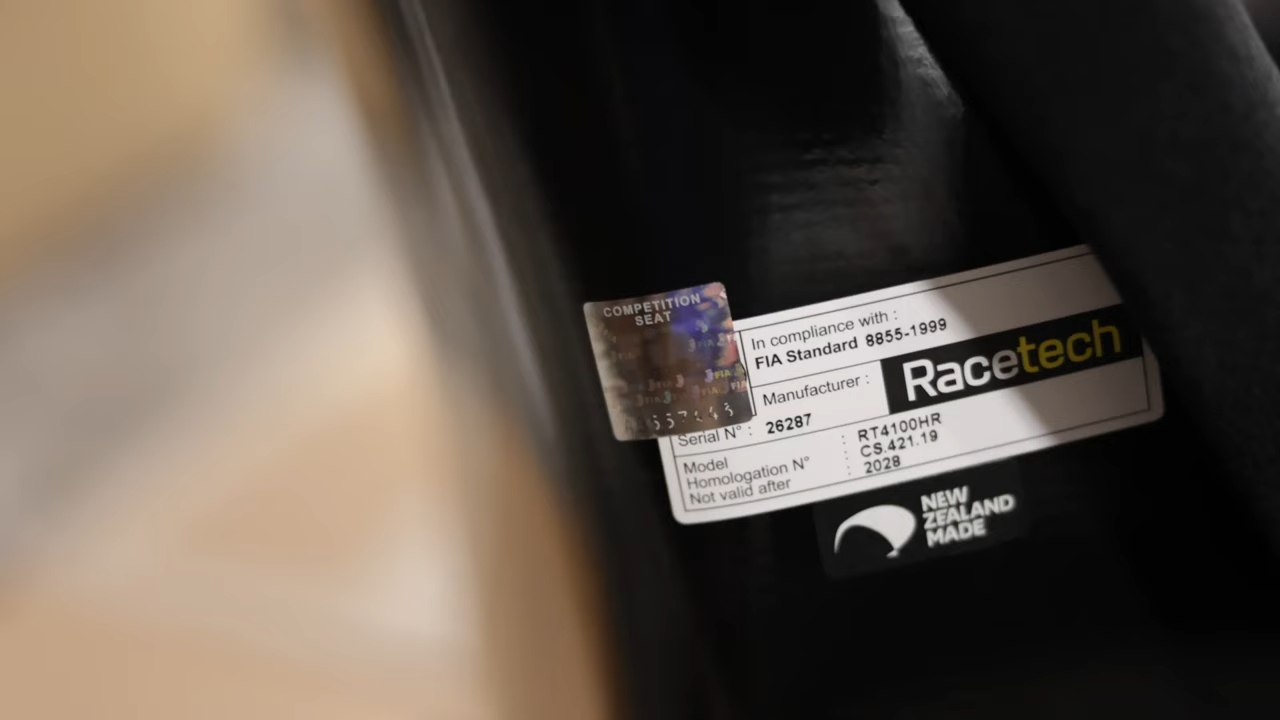 COMPETITION
SEAT
In compliance with :
FIA Standard 8855-1999
Manufacturer :
Racetech
Serial N° : 26287
Model : RT4100HR
Homologation N° : CS.421.19
Not valid after : 2028
NEW
ZEALAND
MADE